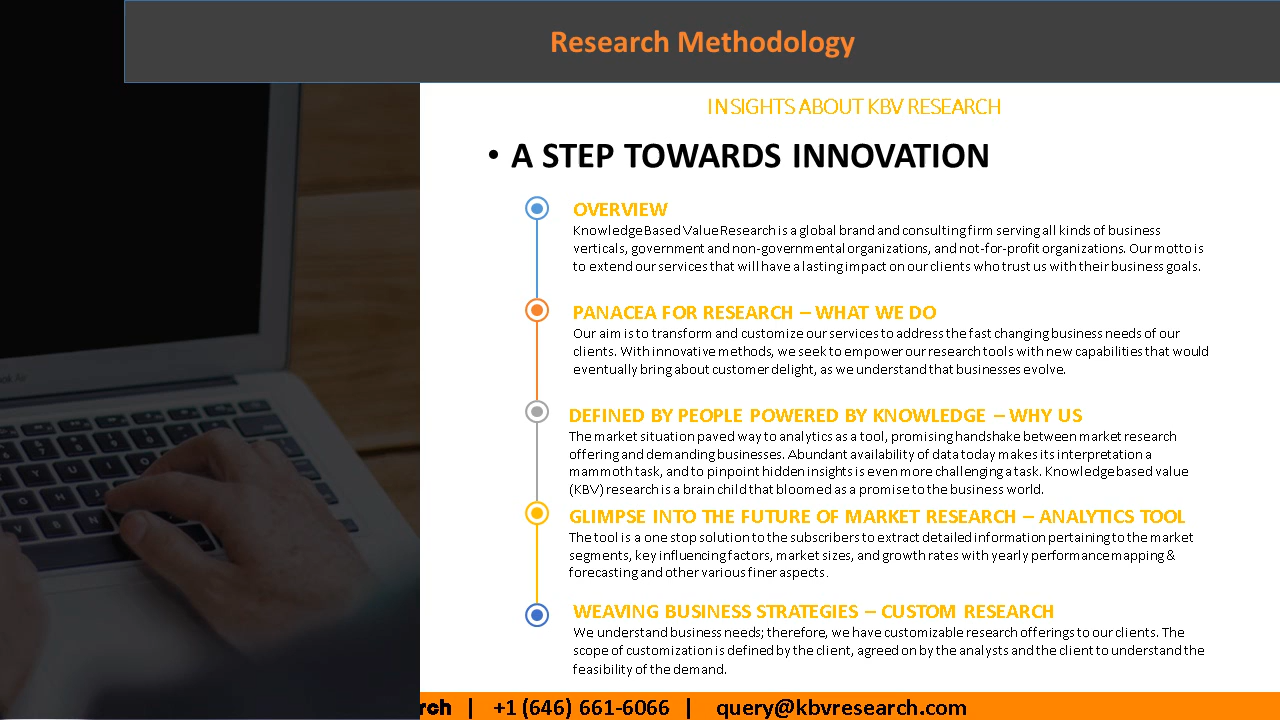 Research Methodology
INSIGHTS ABOUT KBV RESEARCH
• A STEP TOWARDS INNOVATION
OVERVIEW
Knowledge Based Value Research is a global brand and consulting firm serving all kinds of business
verticals, government and non-governmental organizations, and not-for-profit organizations. Our motto is
to extend our services that will have a lasting impact on our clients who trust us with their business goals.
PANACEA FOR RESEARCH – WHAT WE DO
Our aim is to transform and customize our services to address the fast changing business needs of our
clients. With innovative methods, we seek to empower our research tools with new capabilities that would
eventually bring about customer delight, as we understand that businesses evolve.
DEFINED BY PEOPLE POWERED BY KNOWLEDGE – WHY US
The market situation paved way to analytics as a tool, promising handshake between market research
offering and demanding businesses. Abundant availability of data today makes its interpretation a
mammoth task, and to pinpoint hidden insights is even more challenging a task. Knowledge based value
(KBV) research is a brain child that bloomed as a promise to the business world.
GLIMPSE INTO THE FUTURE OF MARKET RESEARCH – ANALYTICS TOOL
The tool is a one stop solution to the subscribers to extract detailed information pertaining to the market
segments, key influencing factors, market sizes, and growth rates with yearly performance mapping &
forecasting and other various finer aspects.
WEAVING BUSINESS STRATEGIES – CUSTOM RESEARCH
We understand business needs; therefore, we have customizable research offerings to our clients. The
scope of customization is defined by the client, agreed on by the analysts and the client to understand the
feasibility of the demand.
rch | +1 (646) 661-6066 | query@kbvresearch.com